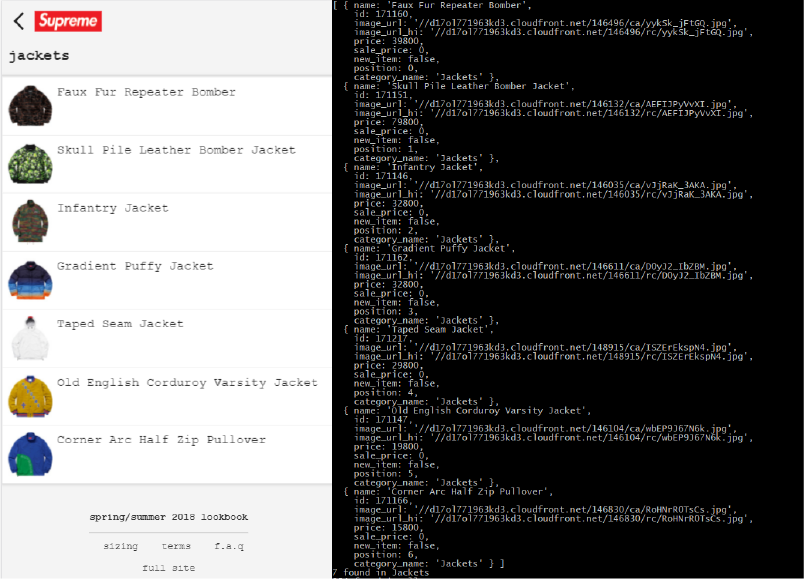 Supreme
jackets
Faux Fur Repeater Bomber
Skull Pile Leather Bomber Jacket
Infantry Jacket
Gradient Puffy Jacket
Taped Seam Jacket
Old English Corduroy Varsity Jacket
Corner Arc Half Zip Pullover
spring/summer 2018 lookbook
sizing terms f.a.q
full site
[ { name: 'Faux Fur Repeater Bomber',
id: 171160,
image_url: '//d17ol771963kd3.cloudfront.net/146496/ca/yykSk_jFtGQ.jpg',
image_url_hi: '//d17ol771963kd3.cloudfront.net/146496/rc/yykSk_jFtGQ.jpg',
price: 39800,
sale_price: 0,
new_item: false,
position: 0,
category_name: 'Jackets' },
{ name: 'Skull Pile Leather Bomber Jacket',
id: 171151,
image_url: '//d17ol771963kd3.cloudfront.net/146132/ca/AEFIJPyVvXI.jpg',
image_url_hi: '//d17ol771963kd3.cloudfront.net/146132/rc/AEFIJPyVvXI.jpg',
price: 79800,
sale_price: 0,
new_item: false,
position: 1,
category_name: 'Jackets' },
{ name: 'Infantry Jacket',
id: 171146,
image_url: '//d17ol771963kd3.cloudfront.net/146035/ca/vJjRaK_3AKA.jpg',
image_url_hi: '//d17ol771963kd3.cloudfront.net/146035/rc/vJjRaK_3AKA.jpg',
price: 32800,
sale_price: 0,
new_item: false,
position: 2,
category_name: 'Jackets' },
{ name: 'Gradient Puffy Jacket',
id: 171162,
image_url: '//d17ol771963kd3.cloudfront.net/146611/ca/DOyJ2_IbZBM.jpg',
image_url_hi: '//d17ol771963kd3.cloudfront.net/146611/rc/DOyJ2_IbZBM.jpg',
price: 32800,
sale_price: 0,
new_item: false,
position: 3,
category_name: 'Jackets' },
{ name: 'Taped Seam Jacket',
id: 171217,
image_url: '//d17ol771963kd3.cloudfront.net/148915/ca/ISZErEkspN4.jpg',
image_url_hi: '//d17ol771963kd3.cloudfront.net/148915/rc/ISZErEkspN4.jpg',
price: 29800,
sale_price: 0,
new_item: false,
position: 4,
category_name: 'Jackets' },
{ name: 'Old English Corduroy Varsity Jacket',
id: 171147,
image_url: '//d17ol771963kd3.cloudfront.net/146104/ca/wbEP9J67N6k.jpg',
image_url_hi: '//d17ol771963kd3.cloudfront.net/146104/rc/wbEP9J67N6k.jpg',
price: 19800,
sale_price: 0,
new_item: false,
position: 5,
category_name: 'Jackets' },
{ name: 'Corner Arc Half Zip Pullover',
id: 171166,
image_url: '//d17ol771963kd3.cloudfront.net/146830/ca/RoHNrROTsCs.jpg',
image_url_hi: '//d17ol771963kd3.cloudfront.net/146830/rc/RoHNrROTsCs.jpg',
price: 15800,
sale_price: 0,
new_item: false,
position: 6,
category_name: 'Jackets' } ]
7 found in Jackets